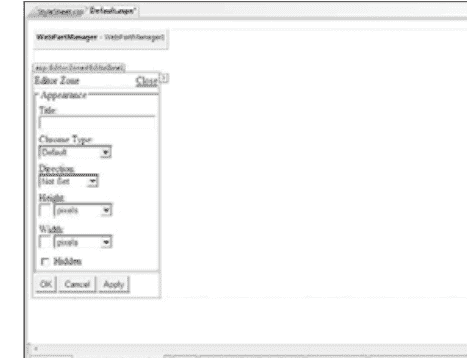 StyleSheet.css Default.aspx*
WebPartManager - WebPartManager1
asp:EditorZone#EditorZone1
Editor Zone Close
Appearance
Title:
Chrome Type:
Default
Direction:
Not Set
Height:
pixels
Width:
pixels
Hidden
OK Cancel Apply